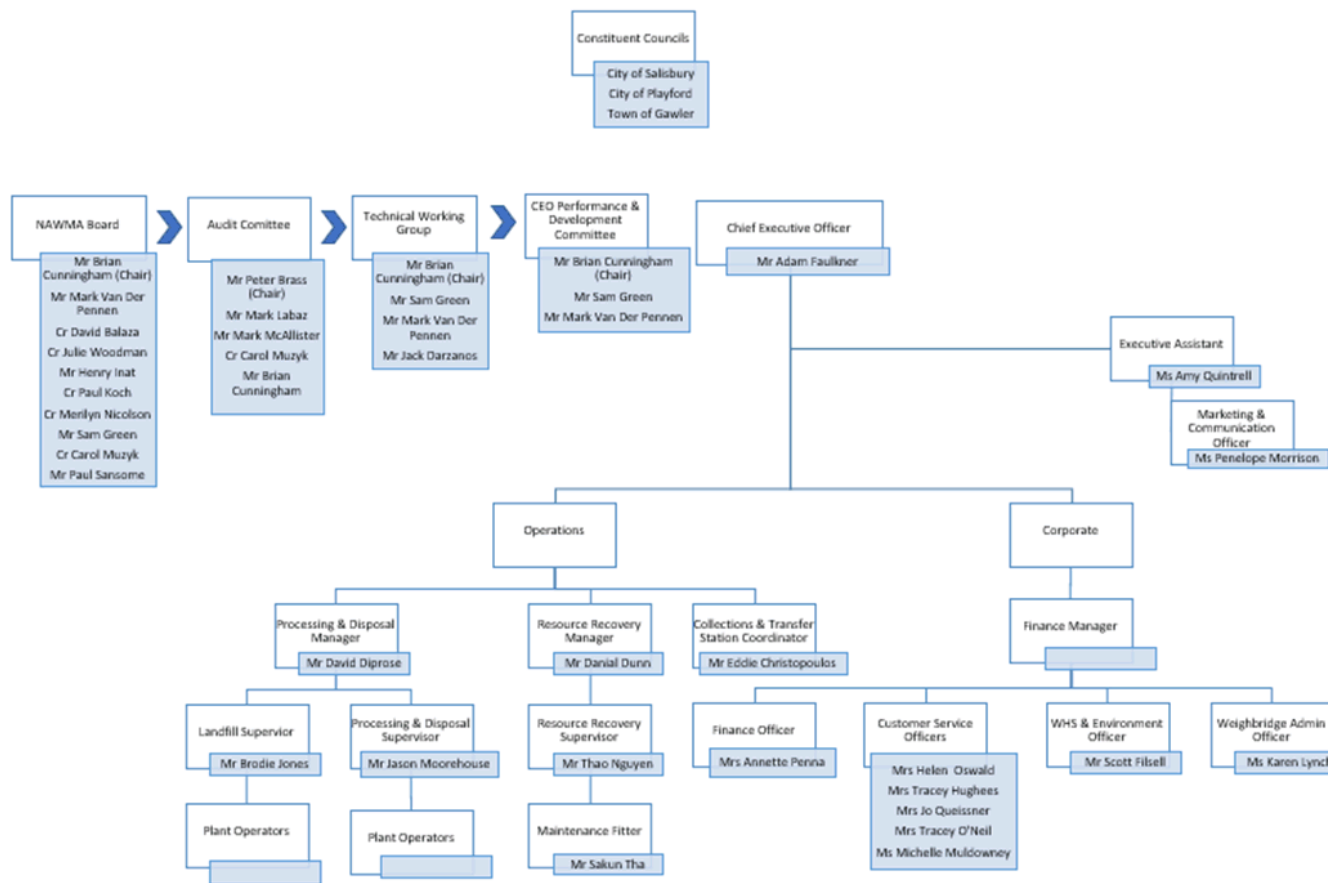 Constituent Councils
City of Salisbury
City of Playford
Town of Gawler
NAWMA Board
Mr Brian
Cunningham (Chair)
Mr Mark Van Der
Pennen
Cr David Balaza
Cr Julie Woodman
Mr Henry Inat
Cr Paul Koch
Cr Merilyn Nicolson
Mr Sam Green
Cr Carol Muzyk
Mr Paul Sansome
Audit Comittee
Mr Peter Brass
(Chair)
Mr Mark Labaz
Mr Mark McAllister
Cr Carol Muzyk
Mr Brian
Cunningham
Technical Working
Group
Mr Brian
Cunningham (Chair)
Mr Sam Green
Mr Mark Van Der
Pennen
Mr Jack Darzanos
CEO Performance &
Development
Committee
Mr Brian Cunningham
(Chair)
Mr Sam Green
Mr Mark Van Der Pennen
Chief Executive Officer
Mr Adam Faulkner
Executive Assistant
Ms Amy Quintrell
Marketing &
Communication
Officer
Ms Penelope Morrison
Operations
Corporate
Processing & Disposal
Manager
Mr David Diprose
Resource Recovery
Manager
Mr Danial Dunn
Collections & Transfer
Station Coordinator
Mr Eddie Christopoulos
Finance Manager
Landfill Supervior
Mr Brodie Jones
Processing & Disposal
Supervisor
Mr Jason Moorehouse
Resource Recovery
Supervisor
Mr Thao Nguyen
Finance Officer
Mrs Annette Penna
Customer Service
Officers
Mrs Helen Oswald
Mrs Tracey Hughees
Mrs Jo Queissner
Mrs Tracey O'Neil
Ms Michelle Muldowney
WHS & Environment
Officer
Mr Scott Filsell
Weighbridge Admin
Officer
Ms Karen Lynch
Plant Operators
Plant Operators
Maintenance Fitter
Mr Sakun Tha